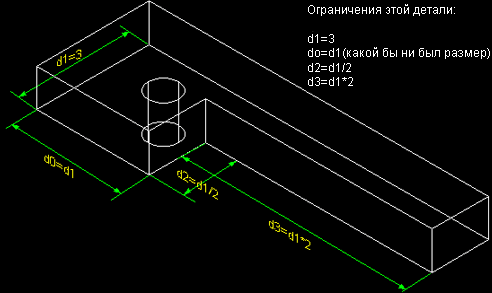 Ограничения этой детали:
d1=3
do=d1(какой бы ни был размер)
d2=d1/2
d3=d1*2
d1=3
d0=d1
d2=d1/2
d3=d1*2